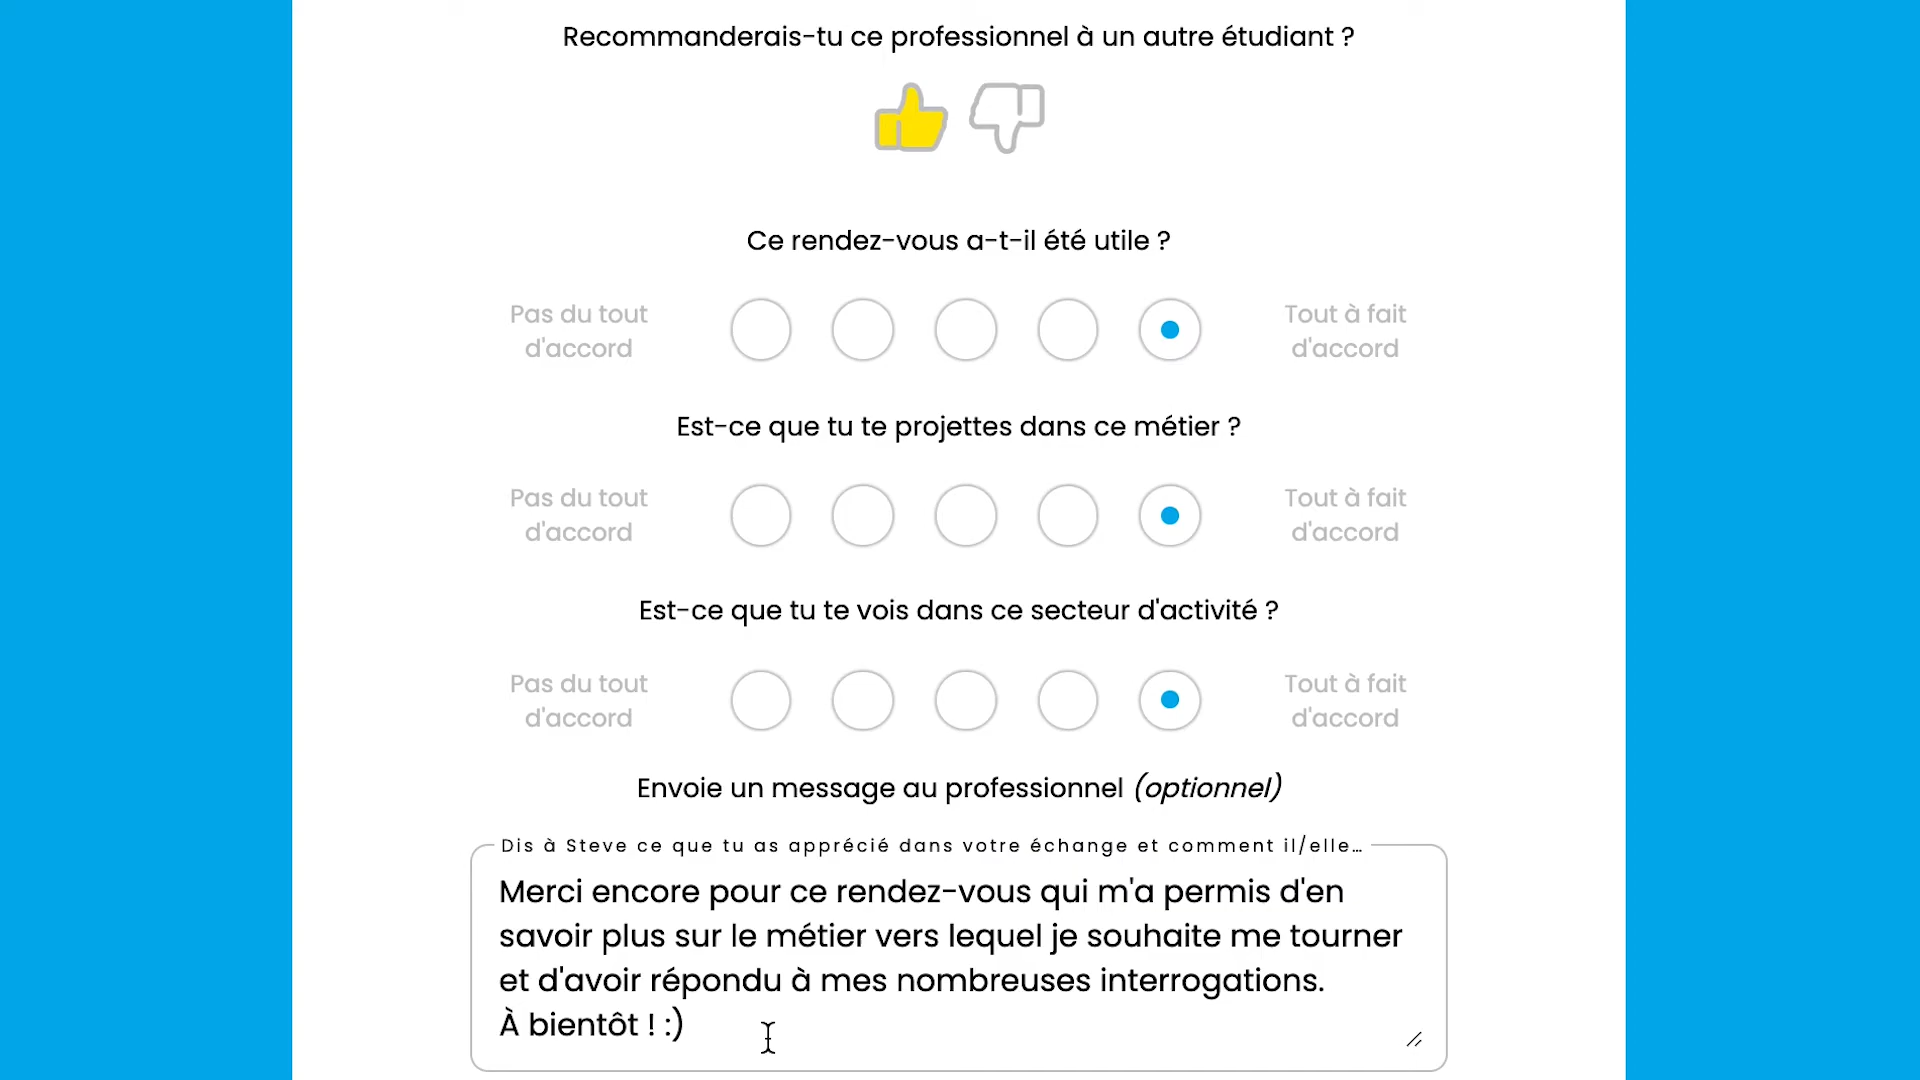 Recommanderais-tu ce professionnel à un autre étudiant ?
Ce rendez-vous a-t-il été utile ?
Pas du tout
d'accord
Tout à fait
d'accord
Est-ce que tu te projettes dans ce métier ?
Pas du tout
d'accord
Tout à fait
d'accord
Est-ce que tu te vois dans ce secteur d'activité ?
Pas du tout
d'accord
Tout à fait
d'accord
Envoie un message au professionnel (optionnel)
Dis à Steve ce que tu as apprécié dans votre échange et comment il/elle…
Merci encore pour ce rendez-vous qui m'a permis d'en
savoir plus sur le métier vers lequel je souhaite me tourner
et d'avoir répondu à mes nombreuses interrogations.
À bientôt ! :)